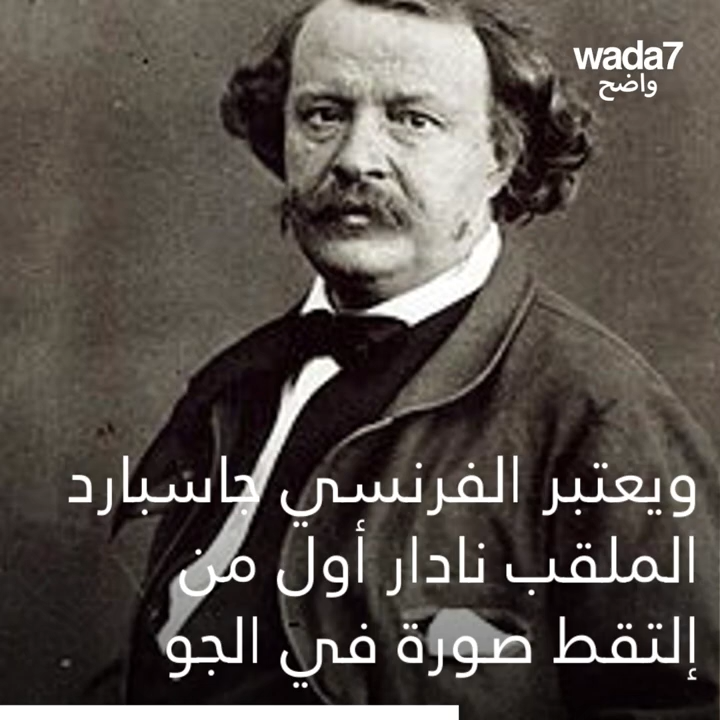 wada7
واضح
ويعتبر الفرنسي جاسبارد
الملقب نادار أول من
إلتقط صورة في الجو